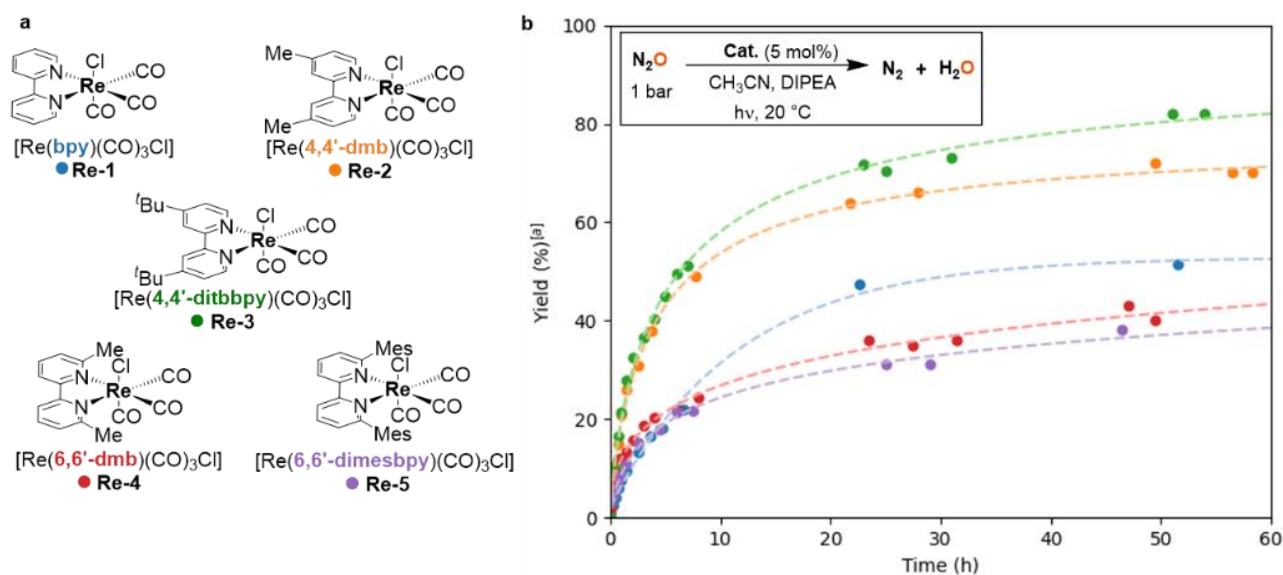 a
Cl
N
N
Re
CO
CO
CO
[Re(bpy)(CO)₃Cl]
Re-1
Me
Me
Cl
N
N
Re
CO
CO
CO
[Re(4,4'-dmb)(CO)₃Cl]
Re-2
ᵗBu
ᵗBu
Cl
N
N
Re
CO
CO
CO
[Re(4,4'-ditbbpy)(CO)₃Cl]
Re-3
Me
Me
Cl
N
N
Re
CO
CO
CO
[Re(6,6'-dmb)(CO)₃Cl]
Re-4
Mes
Mes
Cl
N
N
Re
CO
CO
CO
[Re(6,6'-dimesbpy)(CO)₃Cl]
Re-5
b
N₂O
1 bar
Cat. (5 mol%)
CH₃CN, DIPEA
hν, 20 °C
N₂ + H₂O
Yield (%)[a]
100
80
60
40
20
0
0 10 20 30 40 50 60
Time (h)